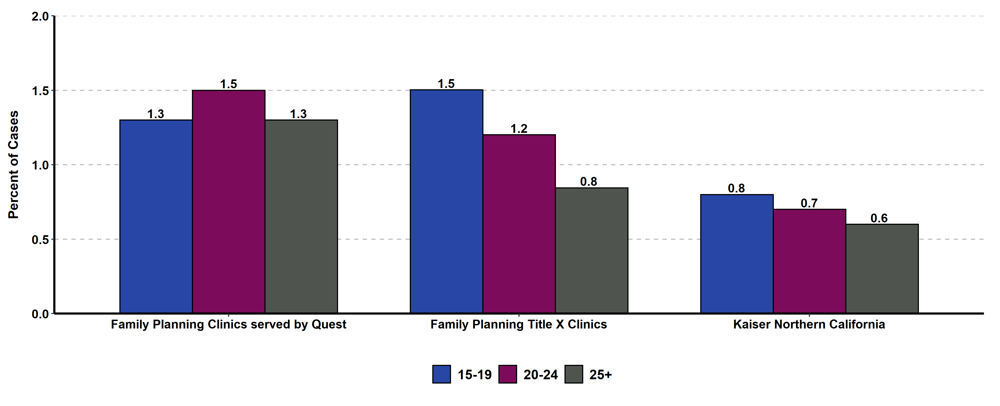 Percent of Cases
2.0
1.5
1.0
0.5
0.0
1.3
1.5
1.3
1.5
1.2
0.8
0.8
0.7
0.6
Family Planning Clinics served by Quest
Family Planning Title X Clinics
Kaiser Northern California
15-19 20-24 25+